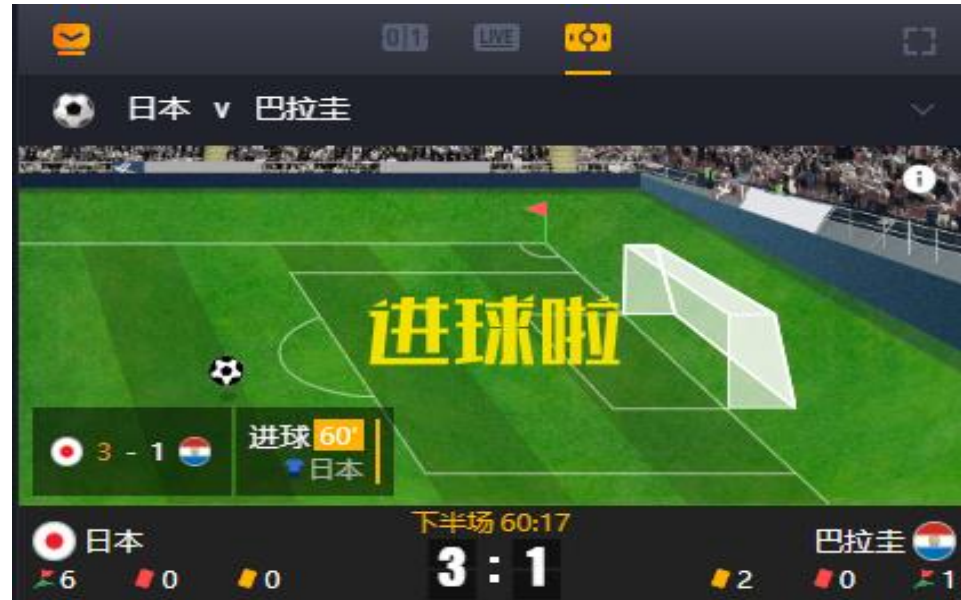 0 1 LIVE
日本 v 巴拉圭
i
进球啦
3 - 1 进球 60'
日本
下半场 60:17
日本 3 : 1 巴拉圭
6 0 0 2 0 1